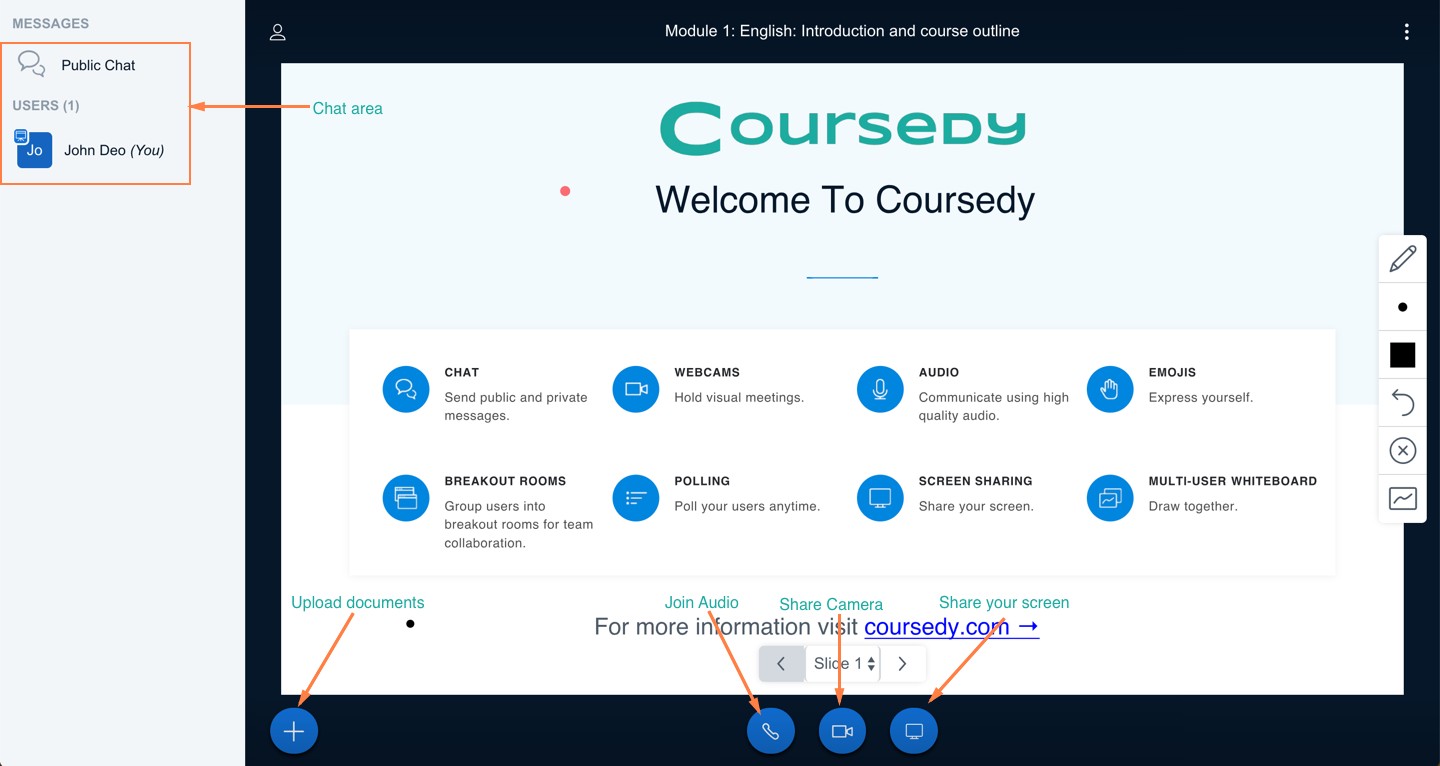 MESSAGES
Public Chat
USERS (1)
Jo
John Deo (You)
Chat area
Module 1: English: Introduction and course outline
Coursedy
Welcome To Coursedy
CHAT
Send public and private
messages.
WEBCAMS
Hold visual meetings.
AUDIO
Communicate using high
quality audio.
EMOJIS
Express yourself.
BREAKOUT ROOMS
Group users into
breakout rooms for team
collaboration.
POLLING
Poll your users anytime.
SCREEN SHARING
Share your screen.
MULTI-USER WHITEBOARD
Draw together.
Upload documents
Join Audio
Share Camera
Share your screen
For more information visit coursedy.com →
Slide 1